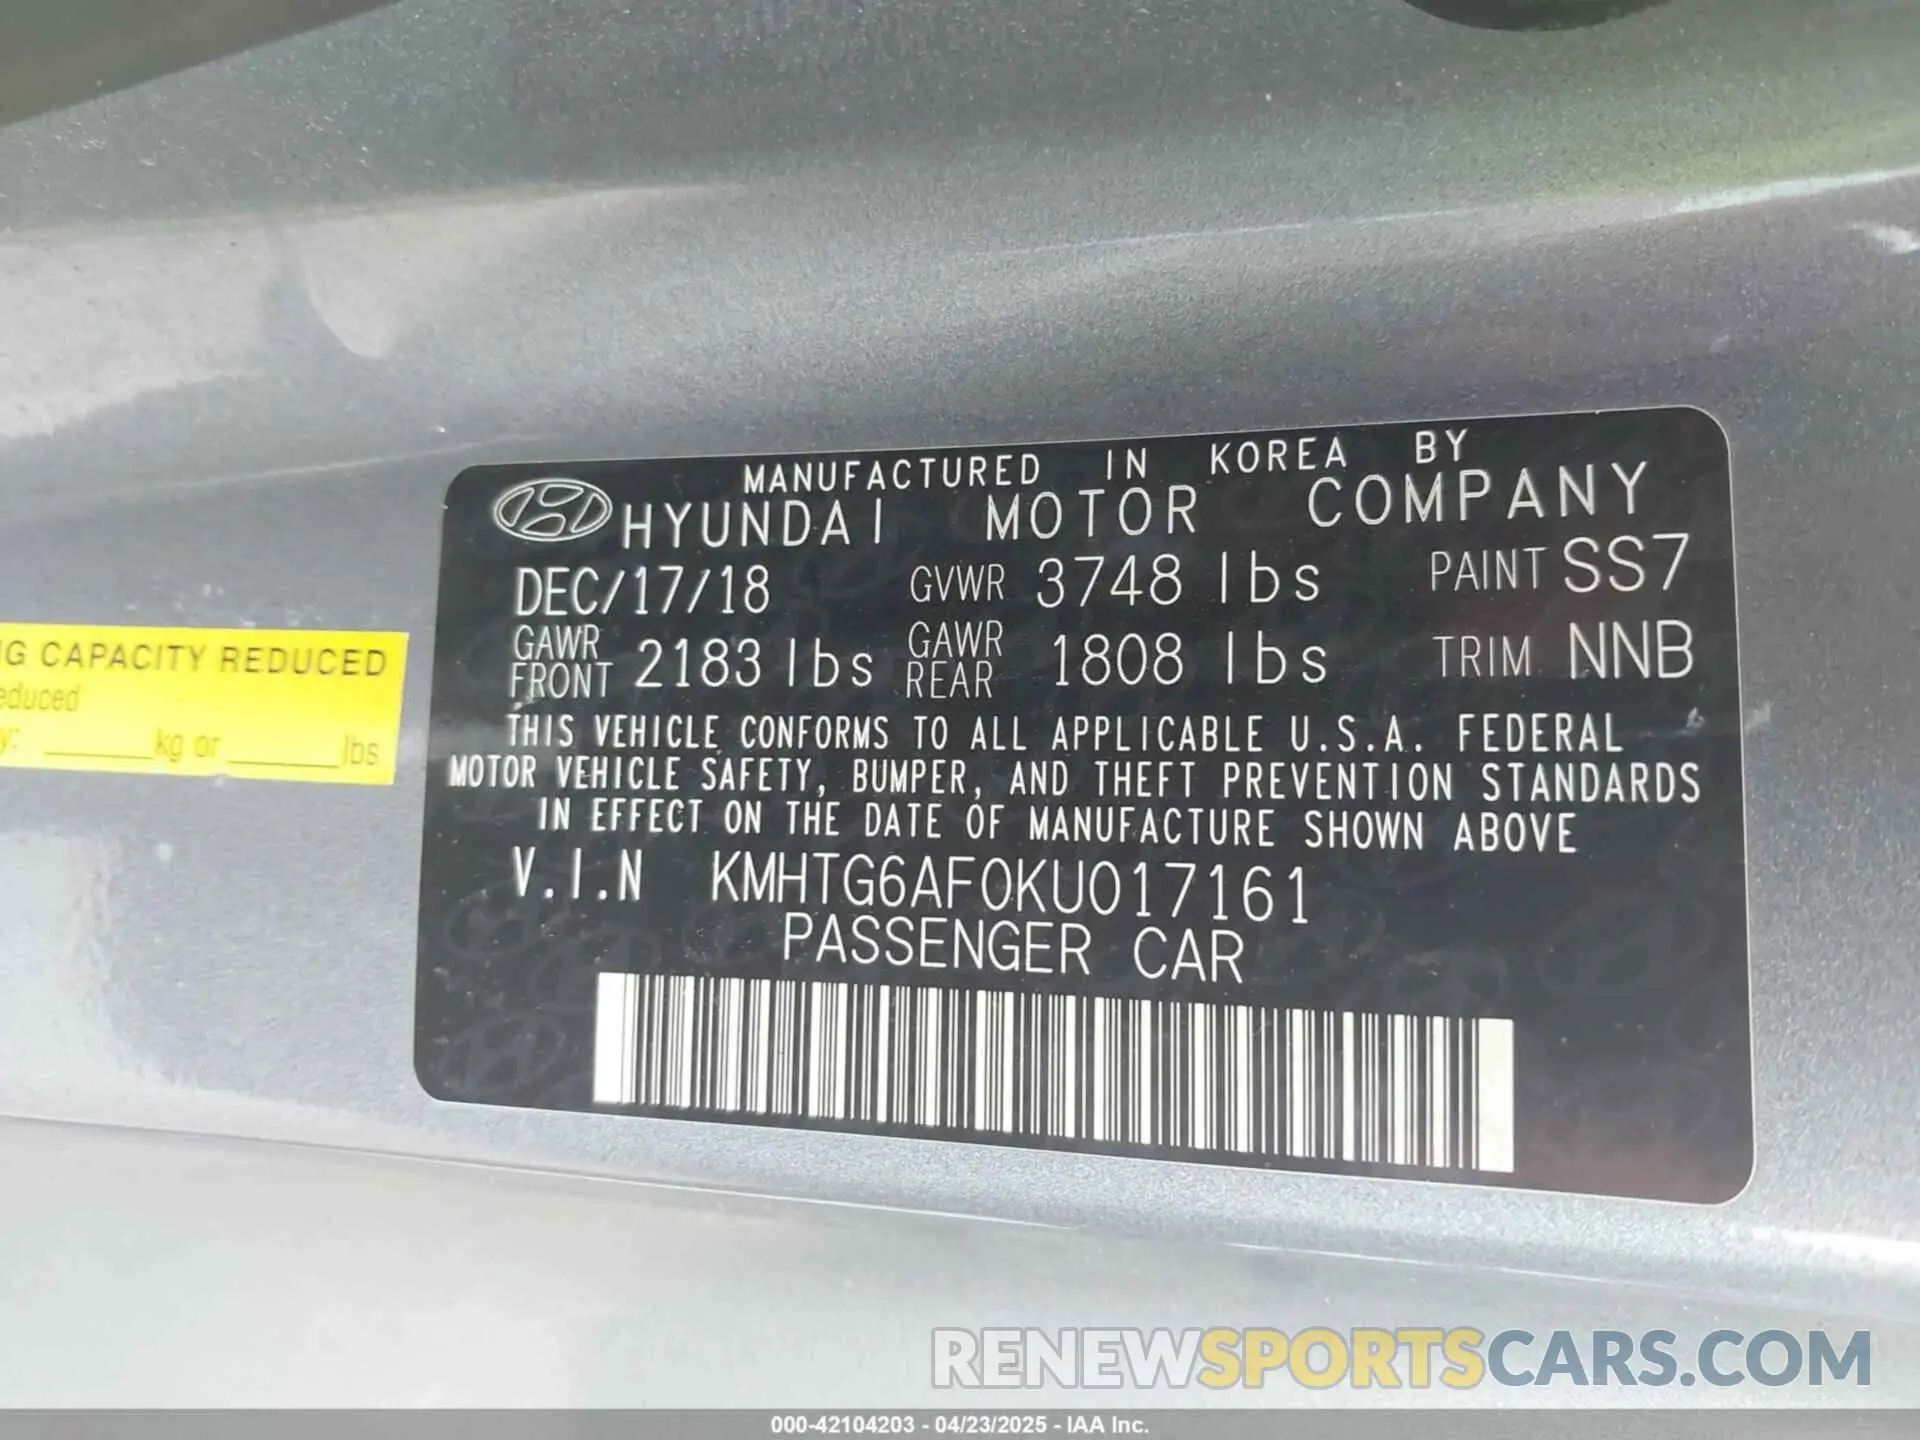 MANUFACTURED IN KOREA BY
HYUNDAI MOTOR COMPANY
DEC/17/18 GVWR 3748 lbs PAINT SS7
GAWR FRONT 2183 lbs GAWR REAR 1808 lbs TRIM NNB
THIS VEHICLE CONFORMS TO ALL APPLICABLE U.S.A. FEDERAL
MOTOR VEHICLE SAFETY, BUMPER, AND THEFT PREVENTION STANDARDS
IN EFFECT ON THE DATE OF MANUFACTURE SHOWN ABOVE
V.I.N KMHTG6AF0KU017161
PASSENGER CAR
CAPACITY REDUCED
kg or lbs
RENEWSPORTSCARS.COM
000-42104203 - 04/23/2025 - IAA Inc.